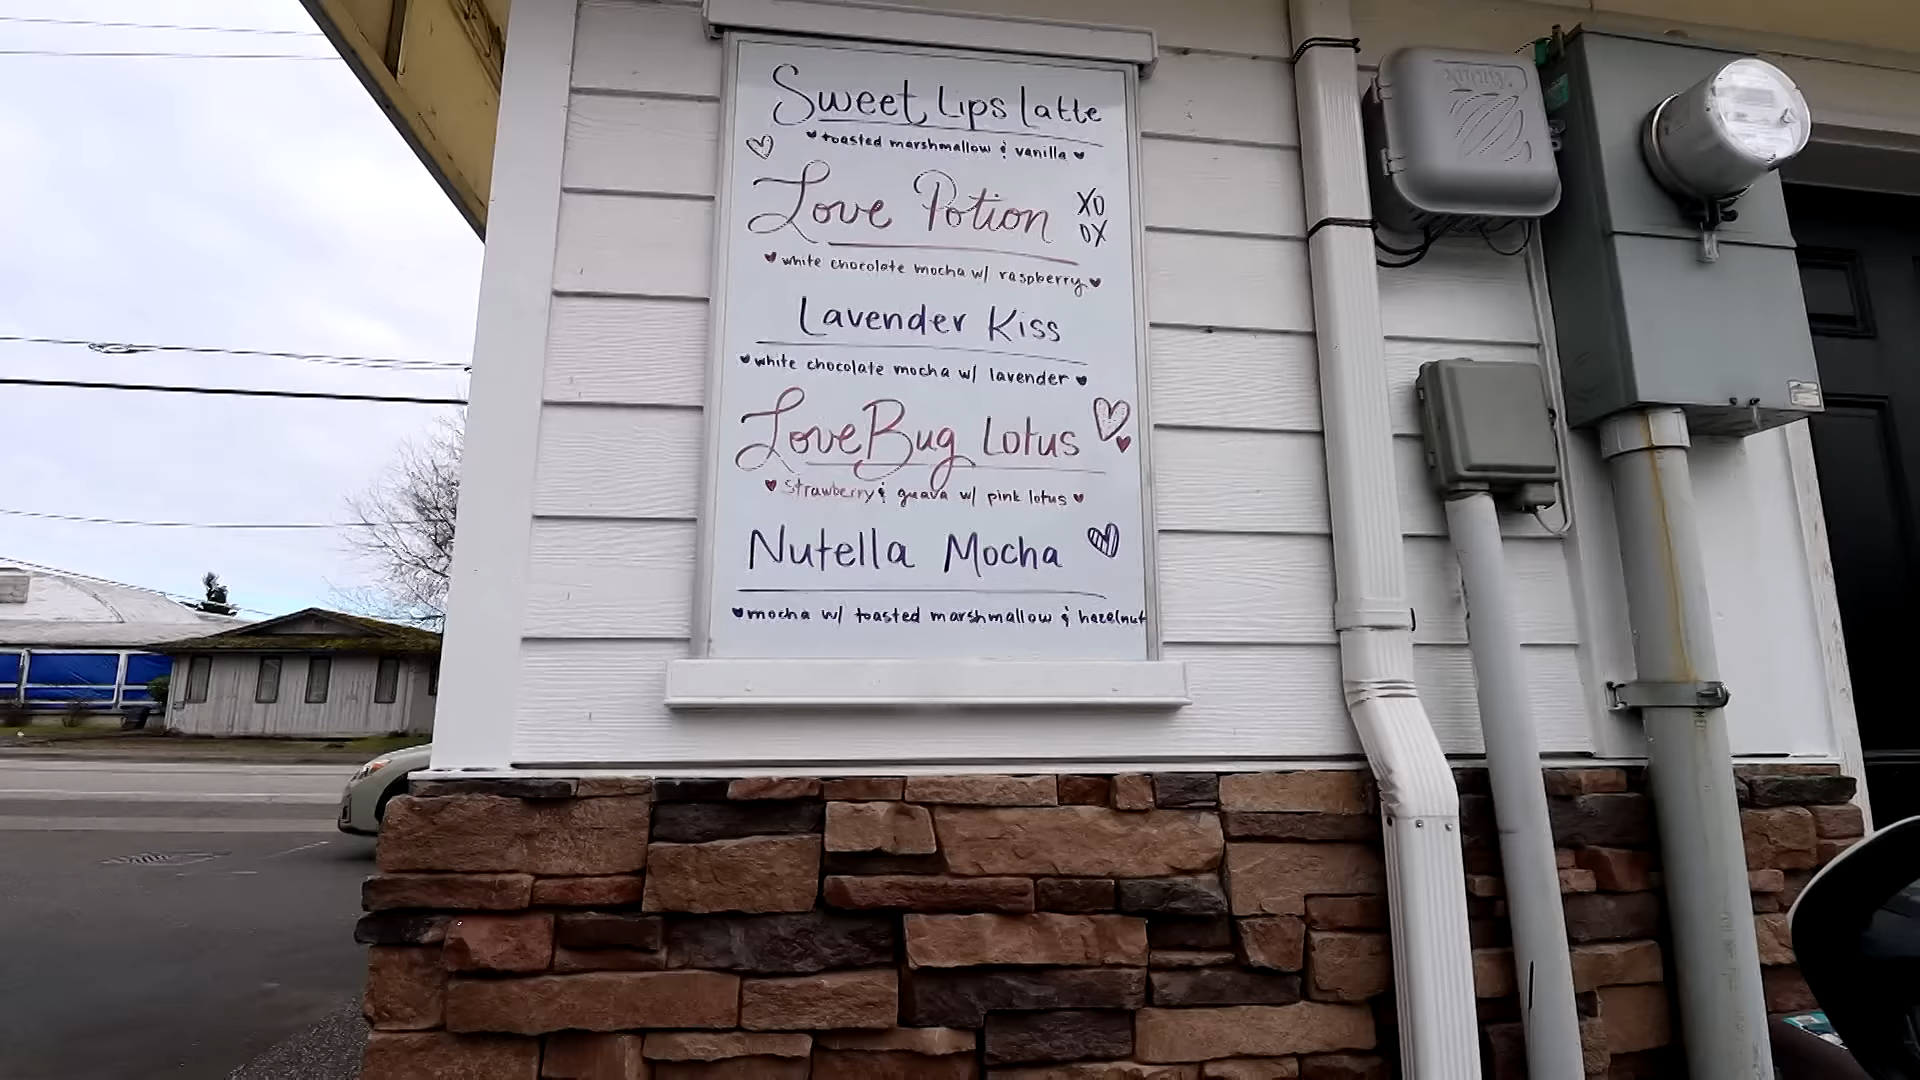 Sweet Lips Latte
toasted marshmallow & vanilla
Love Potion
XO
OX
white chocolate mocha w/ raspberry
Lavender Kiss
white chocolate mocha w/ lavender
LoveBug Lotus
strawberry & guava w/ pink lotus
Nutella Mocha
mocha w/ toasted marshmallow & hazelnut